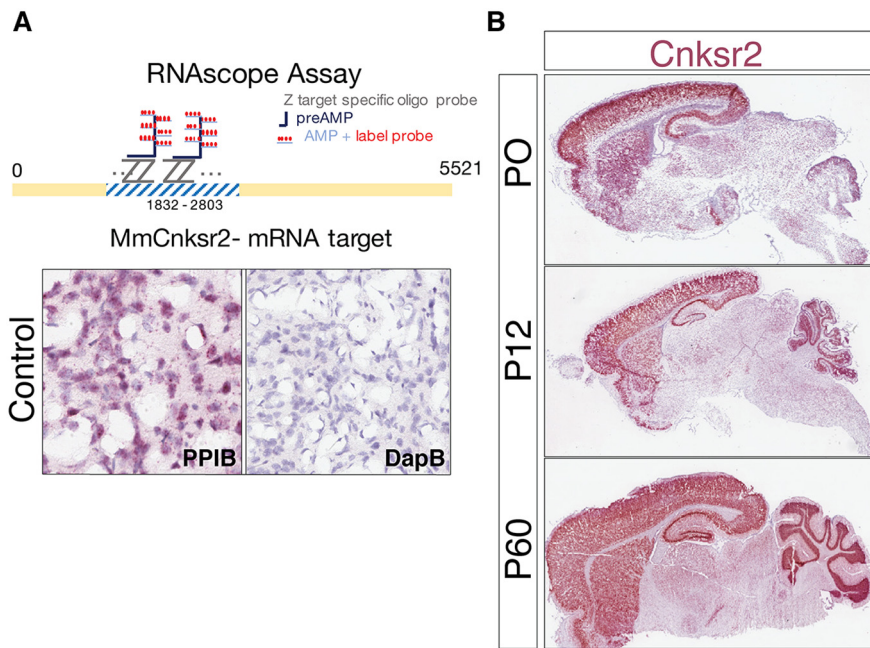 A
RNAscope Assay
Z target specific oligo probe
preAMP
AMP + label probe
0
5521
1832 - 2803
MmCnksr2- mRNA target
Control
PPIB
DapB
B
Cnksr2
PO
P12
P60